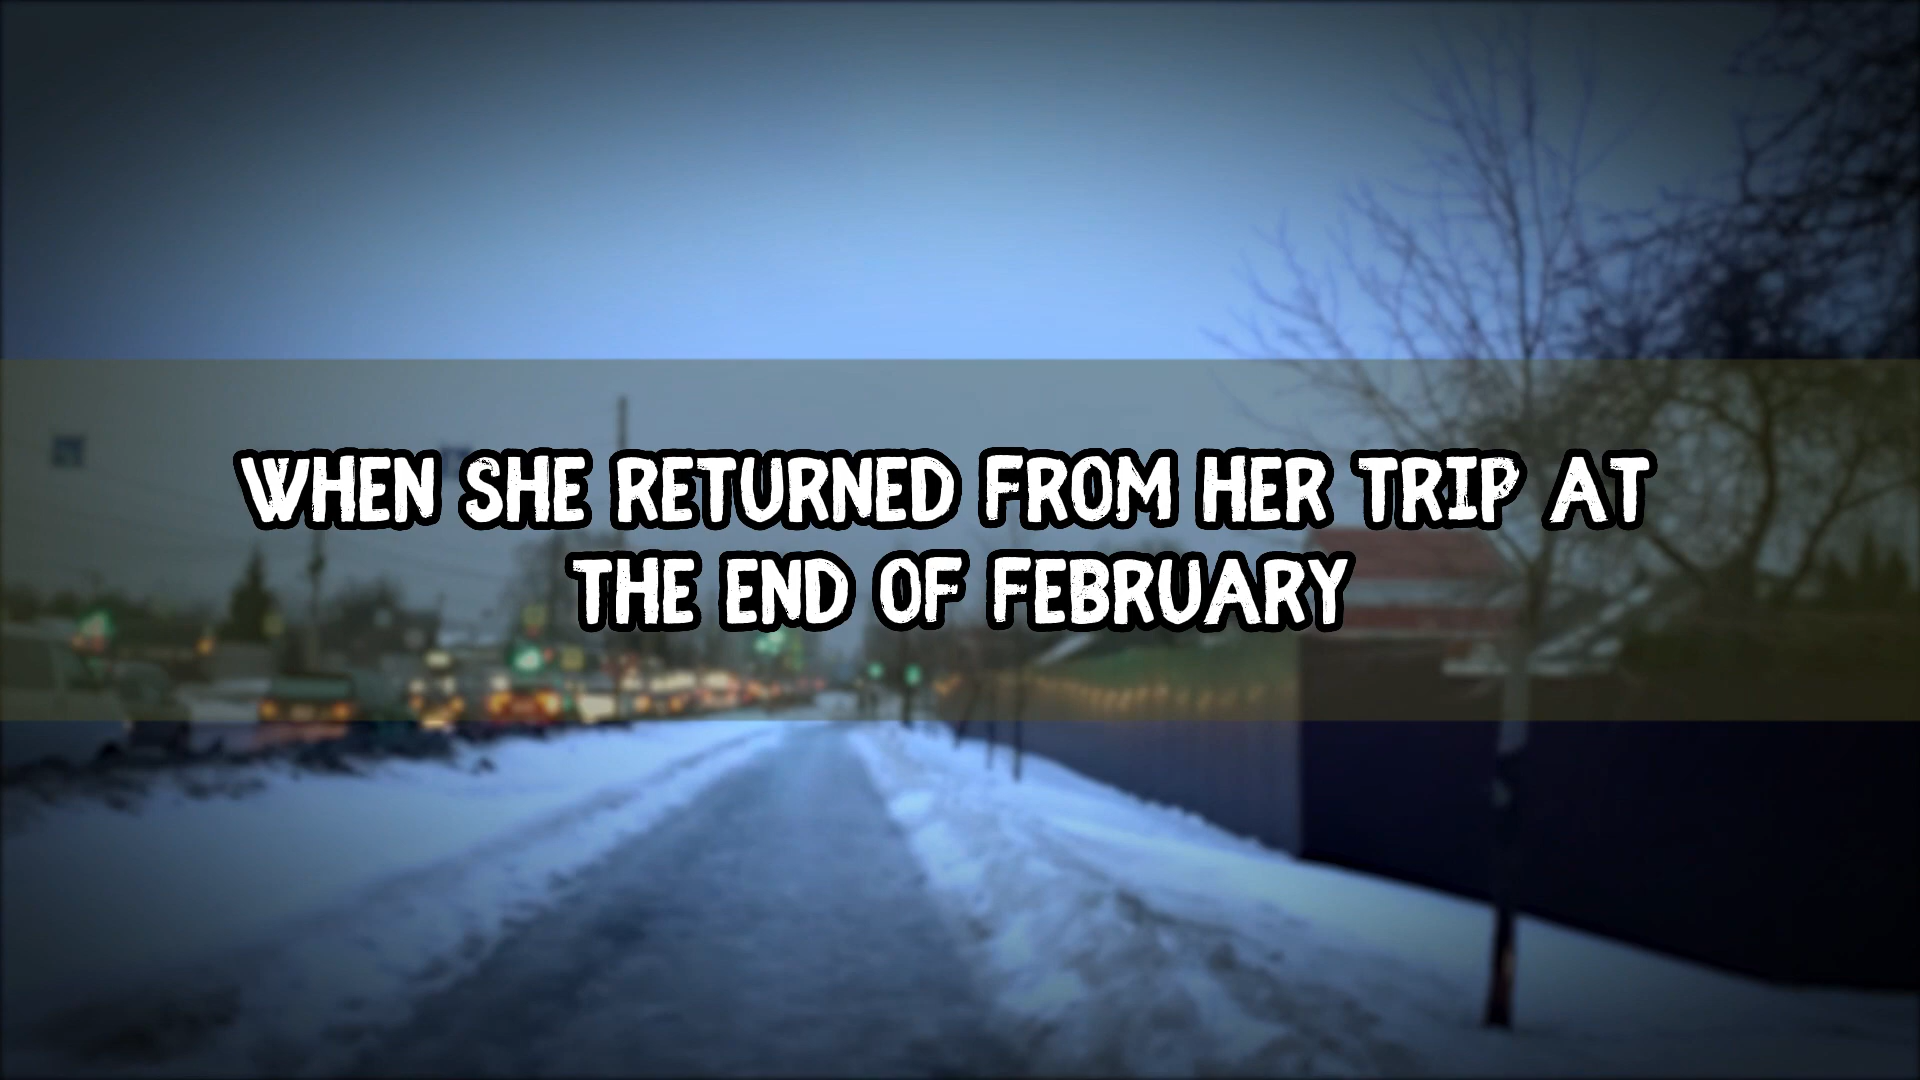 WHEN SHE RETURNED FROM HER TRIP AT
THE END OF FEBRUARY